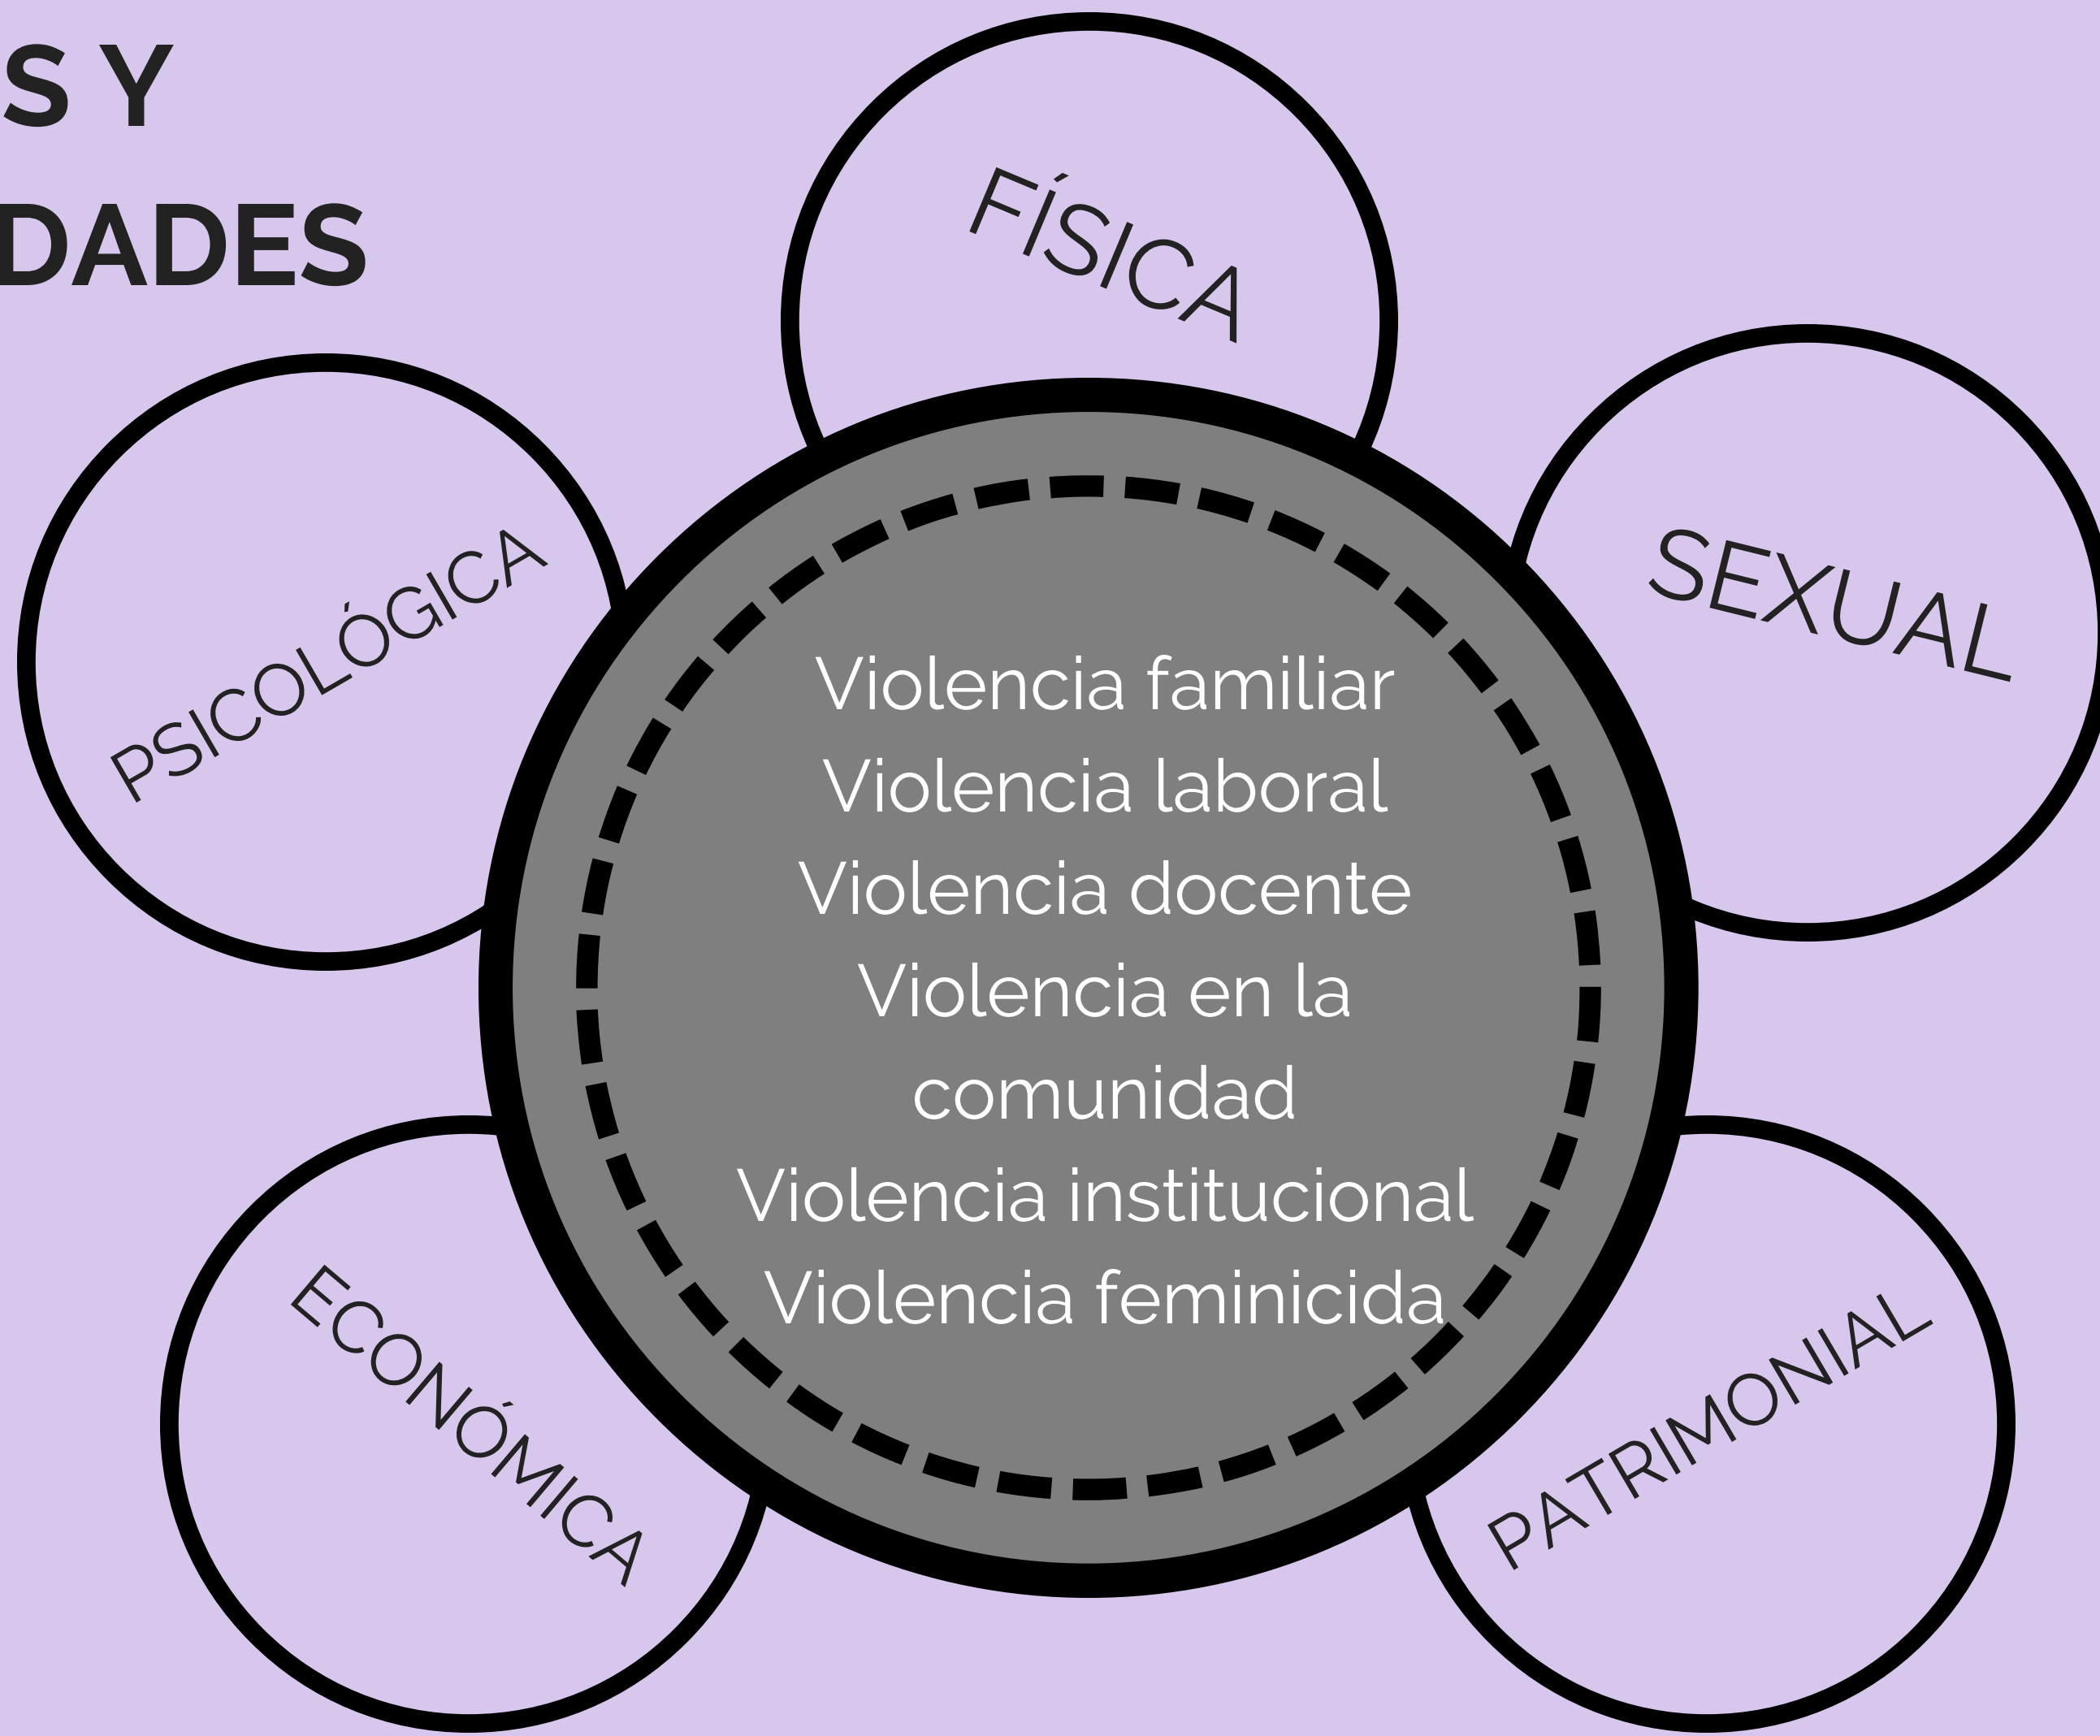 S Y
DADES
FÍSICA
PSICOLÓGICA
SEXUAL
Violencia familiar
Violencia laboral
Violencia docente
Violencia en la
comunidad
Violencia institucional
Violencia feminicida
ECONÓMICA
PATRIMONIAL